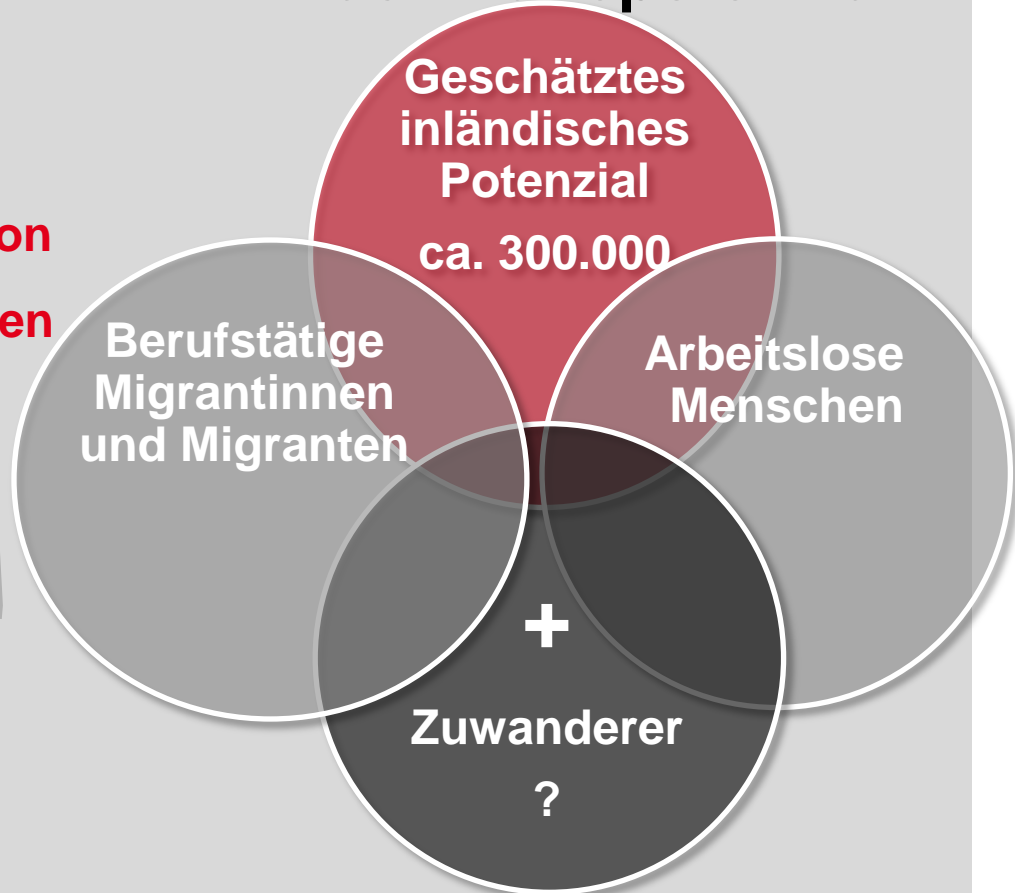 Geschätztes
inländisches
Potenzial
ca. 300.000
on
en
Berufstätige
Migrantinnen
und Migranten
Arbeitslose
Menschen
+
Zuwanderer
?